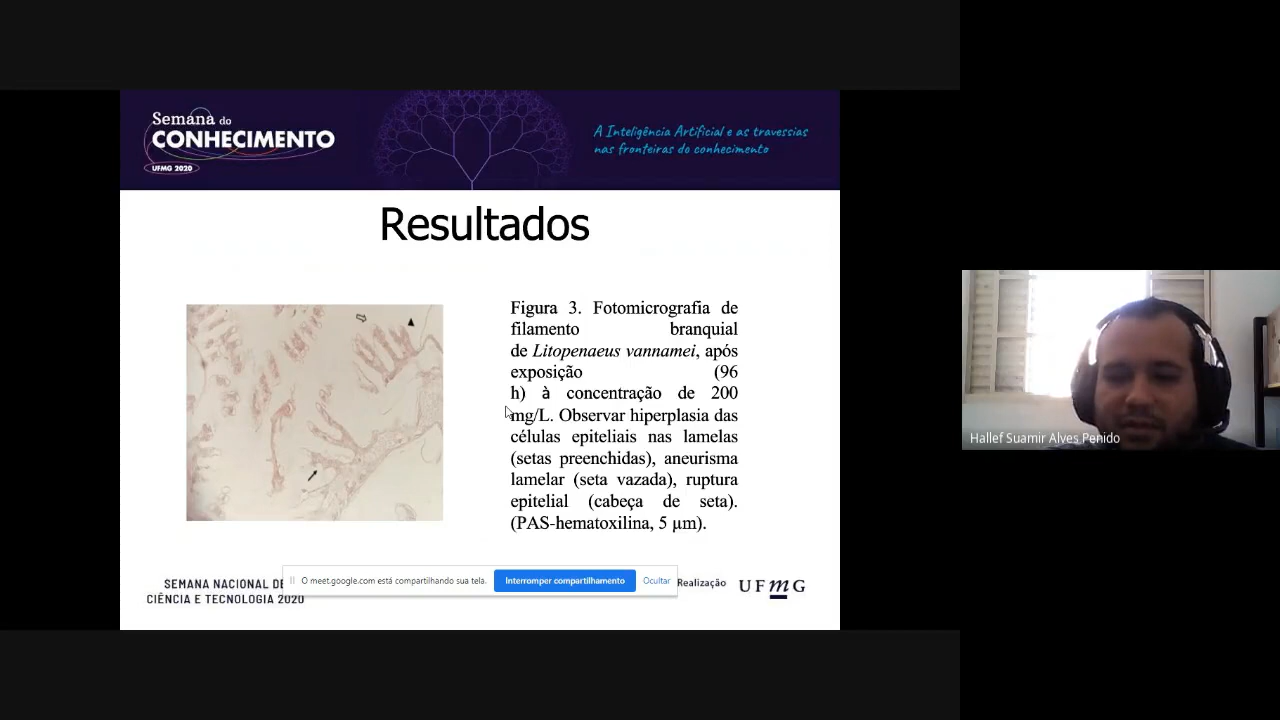 Semana do
CONHECIMENTO
UFMG 2020
A Inteligência Artificial e as travessias
nas fronteiras do conhecimento
Resultados
Figura 3. Fotomicrografia de
filamento branquial
de Litopenaeus vannamei, após
exposição (96
h) à concentração de 200
mg/L. Observar hiperplasia das
células epiteliais nas lamelas
(setas preenchidas), aneurisma
lamelar (seta vazada), ruptura
epitelial (cabeça de seta).
(PAS-hematoxilina, 5 µm).
Hallef Suamir Alves Penido
SEMANA NACIONAL DE
CIÊNCIA E TECNOLOGIA 2020
O meet.google.com está compartilhando sua tela.
Interromper compartilhamento
Ocultar
Realização
UFMG